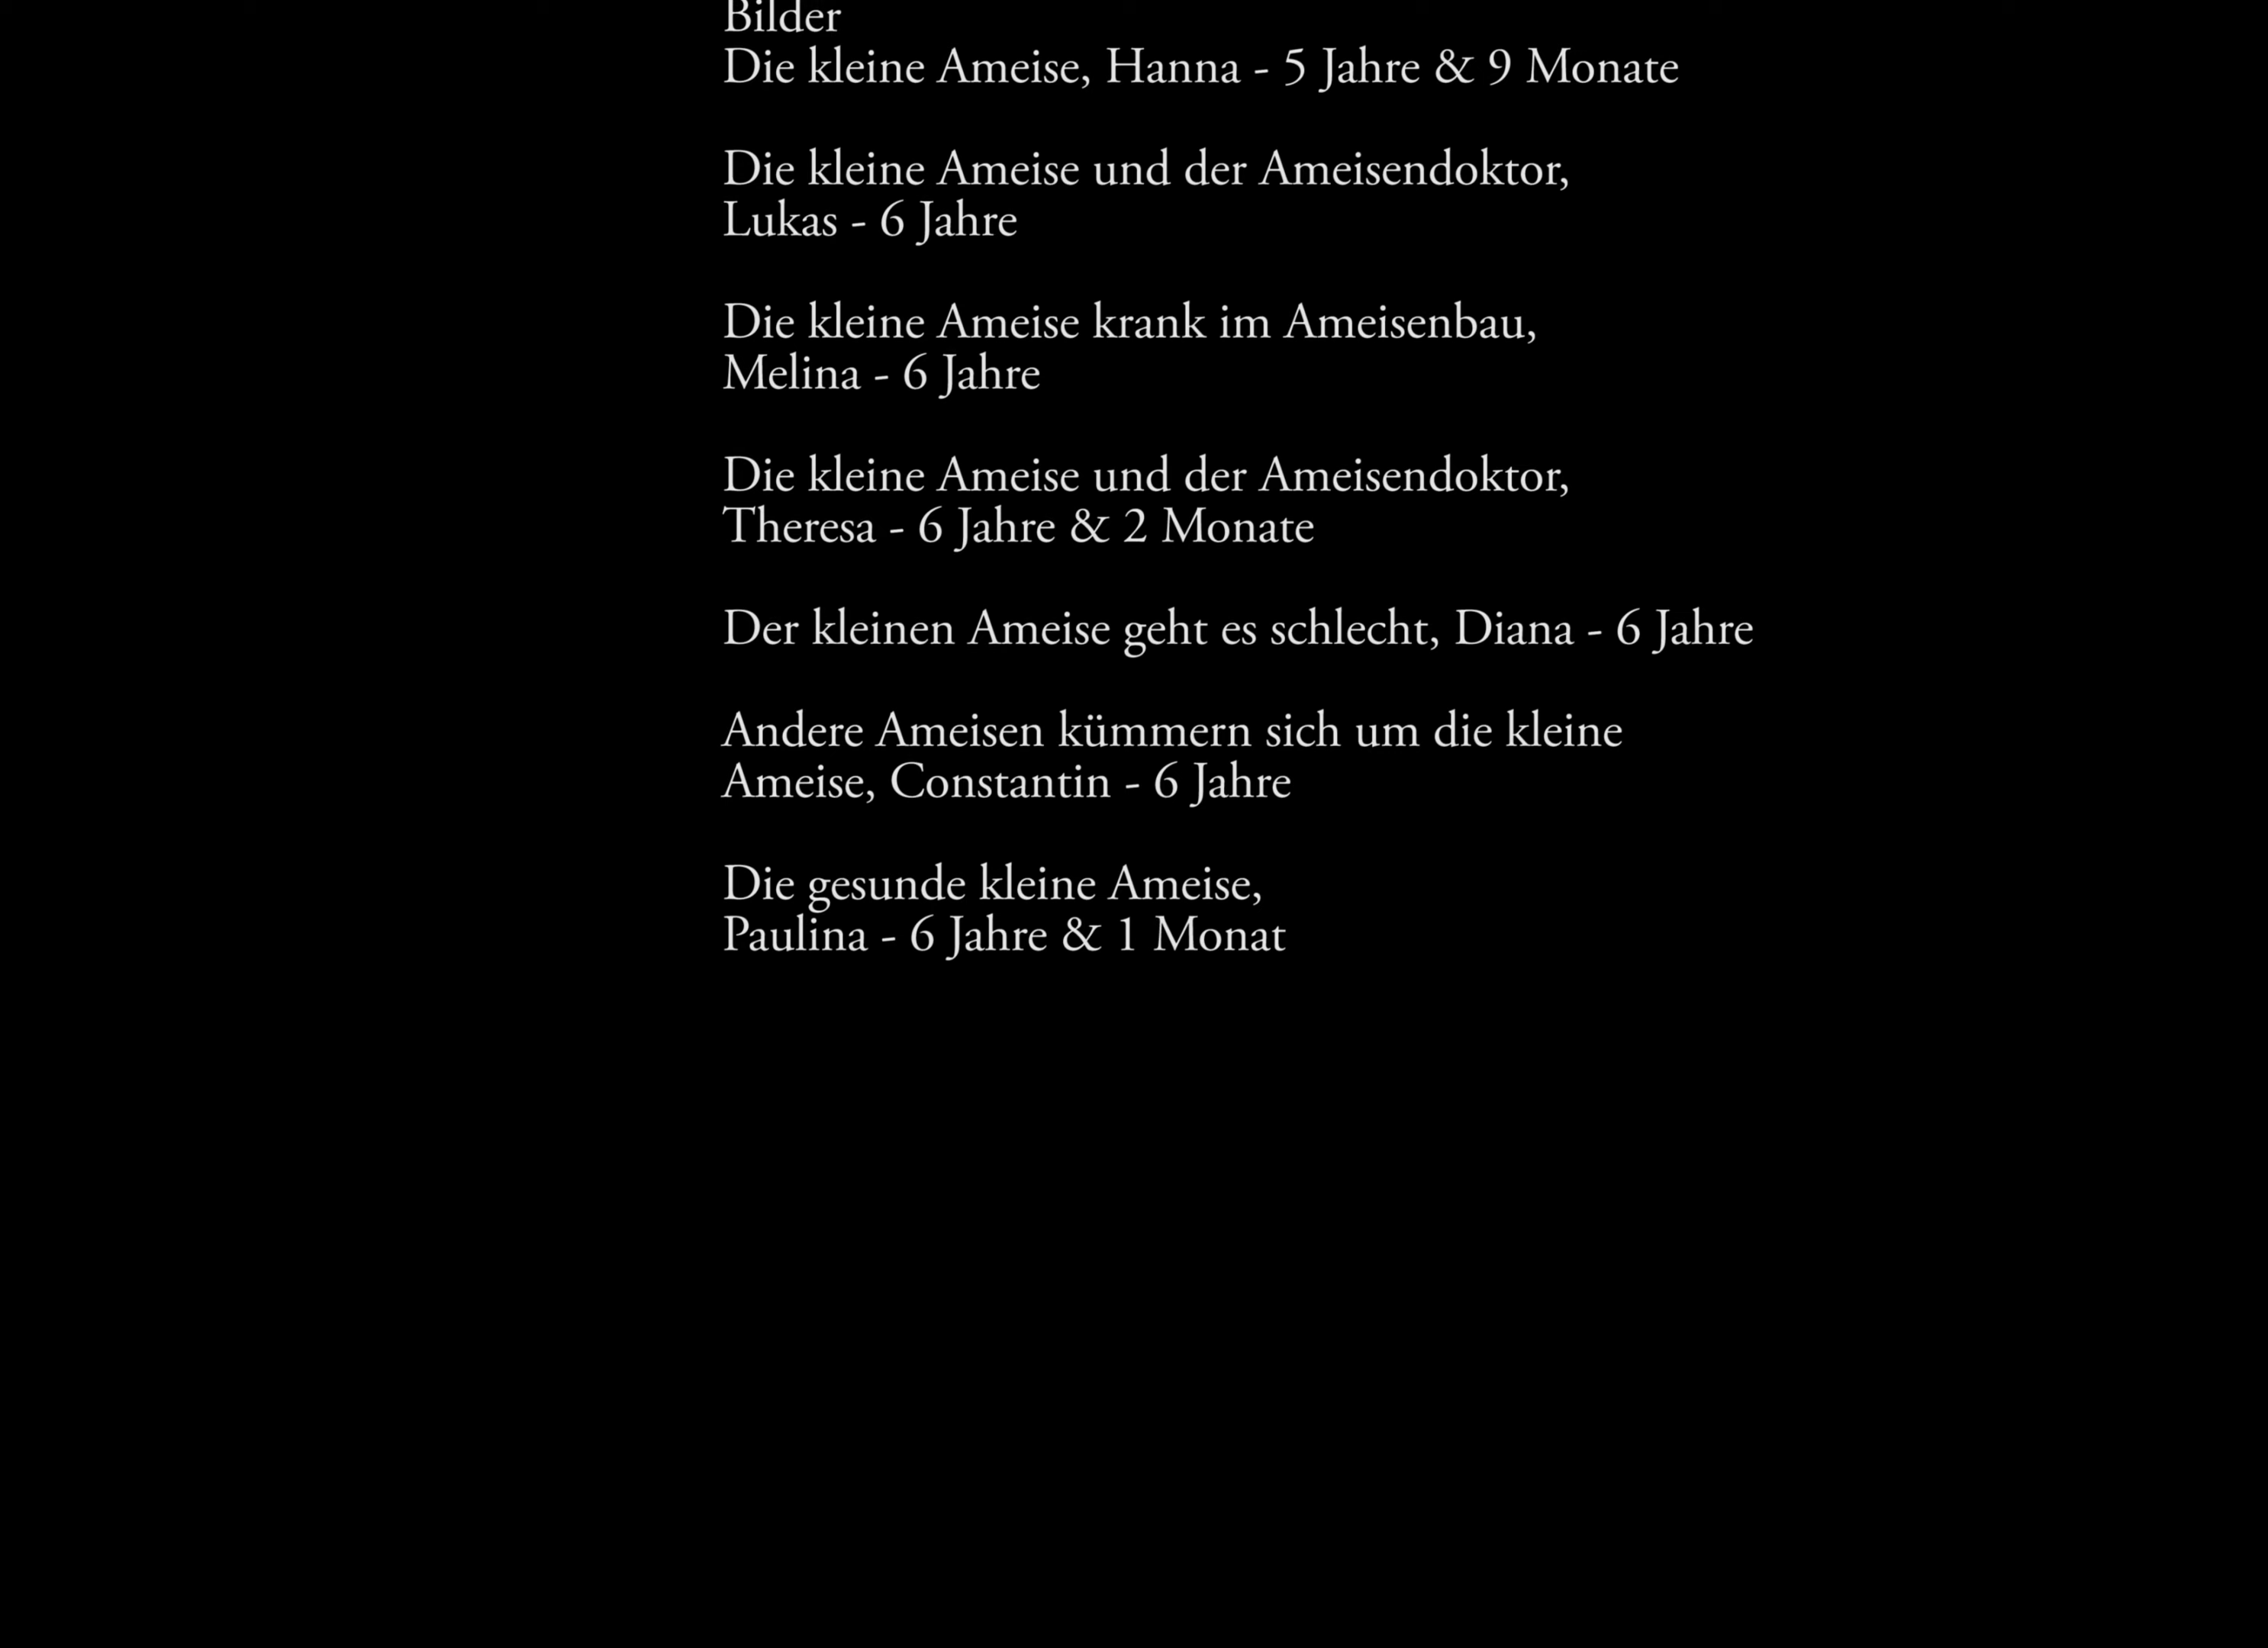 Bilder
Die kleine Ameise, Hanna - 5 Jahre & 9 Monate
Die kleine Ameise und der Ameisendoktor,
Lukas - 6 Jahre
Die kleine Ameise krank im Ameisenbau,
Melina - 6 Jahre
Die kleine Ameise und der Ameisendoktor,
Theresa - 6 Jahre & 2 Monate
Der kleinen Ameise geht es schlecht, Diana - 6 Jahre
Andere Ameisen kümmern sich um die kleine
Ameise, Constantin - 6 Jahre
Die gesunde kleine Ameise,
Paulina - 6 Jahre & 1 Monat